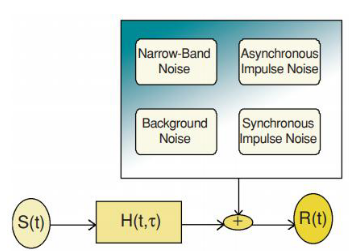 Narrow-Band
Noise
Asynchronous
Impulse Noise
Background
Noise
Synchronous
Impulse Noise
S(t)
H(t,τ)
+
R(t)